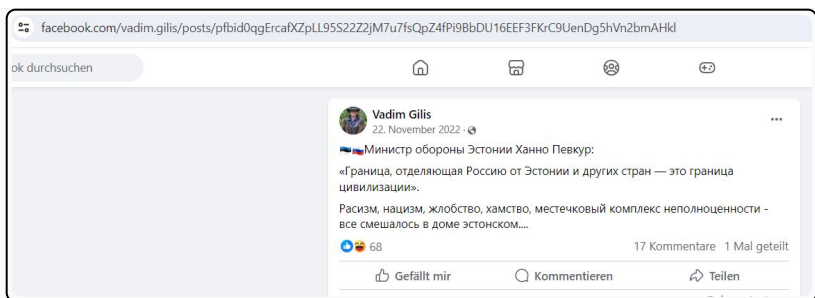 facebook.com/vadim.gilis/posts/pfbid0qgErcafXZpLL95S22Z2jM7u7fsQpZ4fPi9BbDU16EEF3FKrC9UenDg5hVn2bmAHkl
ok durchsuchen
Vadim Gilis
22. November 2022
Министр обороны Эстонии Ханно Певкур:
«Граница, отделяющая Россию от Эстонии и других стран — это граница
цивилизации».
Расизм, нацизм, жлобство, хамство, местечковый комплекс неполноценности -
все смешалось в доме эстонском....
68
17 Kommentare 1 Mal geteilt
Gefällt mir
Kommentieren
Teilen